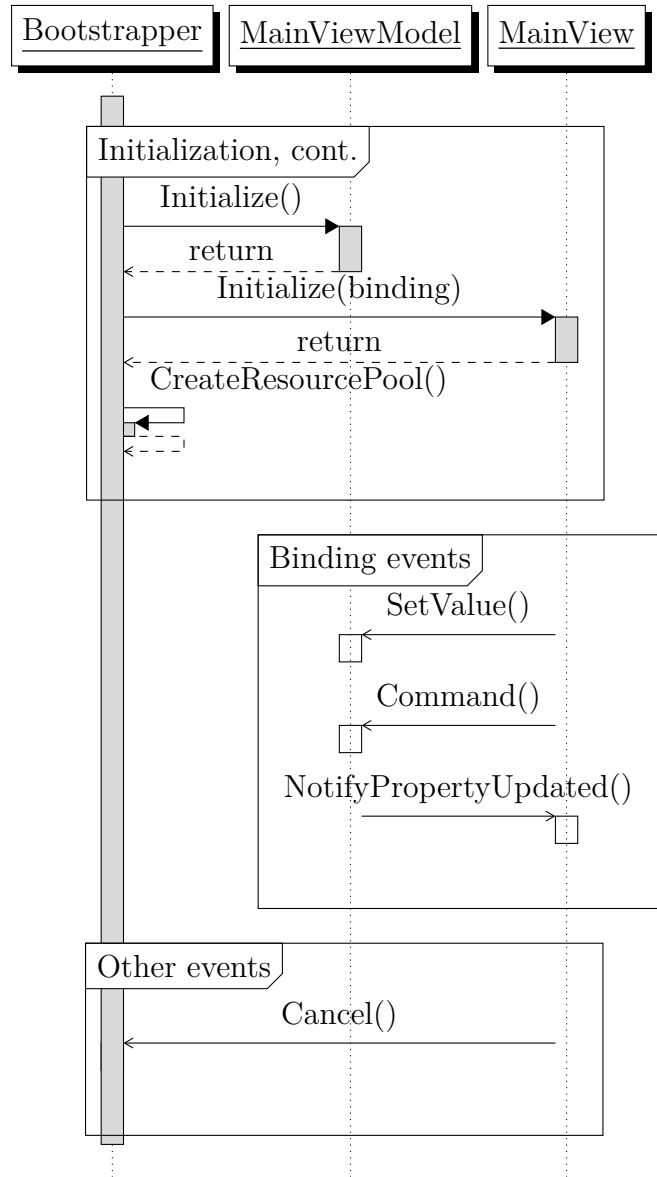 Bootstrapper
MainViewModel
MainView
Initialization, cont.
Initialize()
return
Initialize(binding)
return
CreateResourcePool()
Binding events
SetValue()
Command()
NotifyPropertyUpdated()
Other events
Cancel()